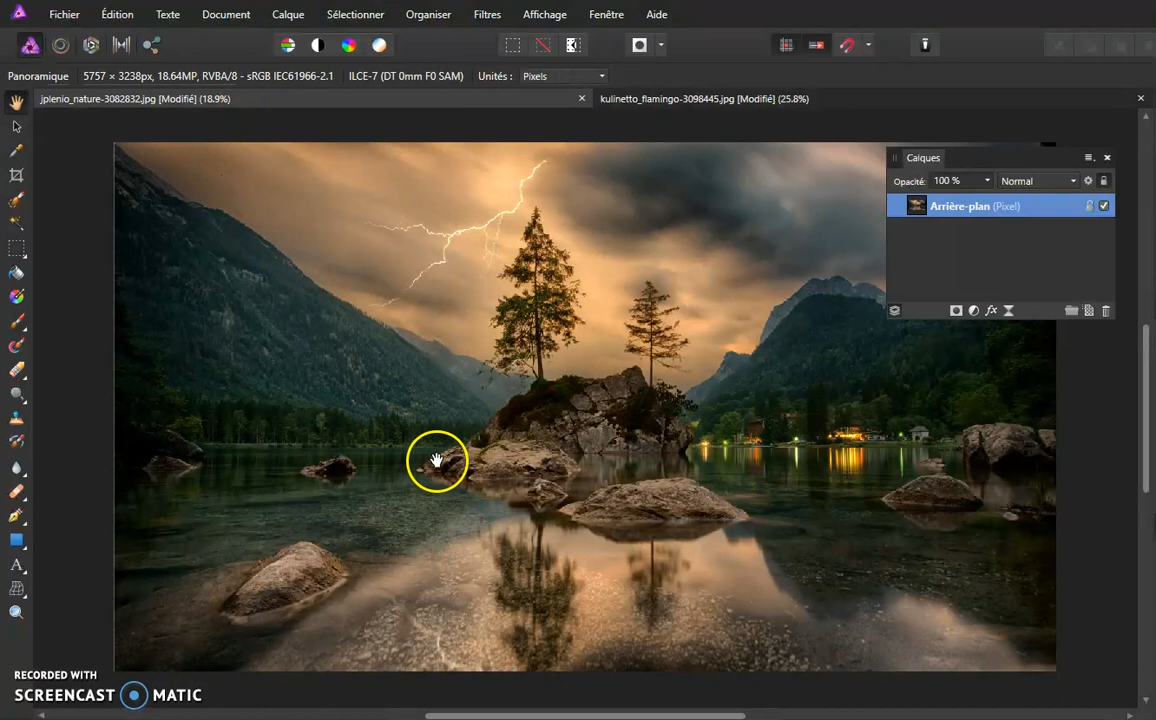 Fichier Édition Texte Document Calque Sélectionner Organiser Filtres Affichage Fenêtre Aide
Panoramique 5757 × 3238px, 18.64MP, RVBA/8 - sRGB IEC61966-2.1 ILCE-7 (DT 0mm F0 SAM) Unités : Pixels
jplenio_nature-3082832.jpg [Modifié] (18.9%) kulinetto_flamingo-3098445.jpg [Modifié] (25.8%)
Calques
Opacité: 100 % Normal
Arrière-plan (Pixel)
fx
A
RECORDED WITH
SCREENCAST MATIC